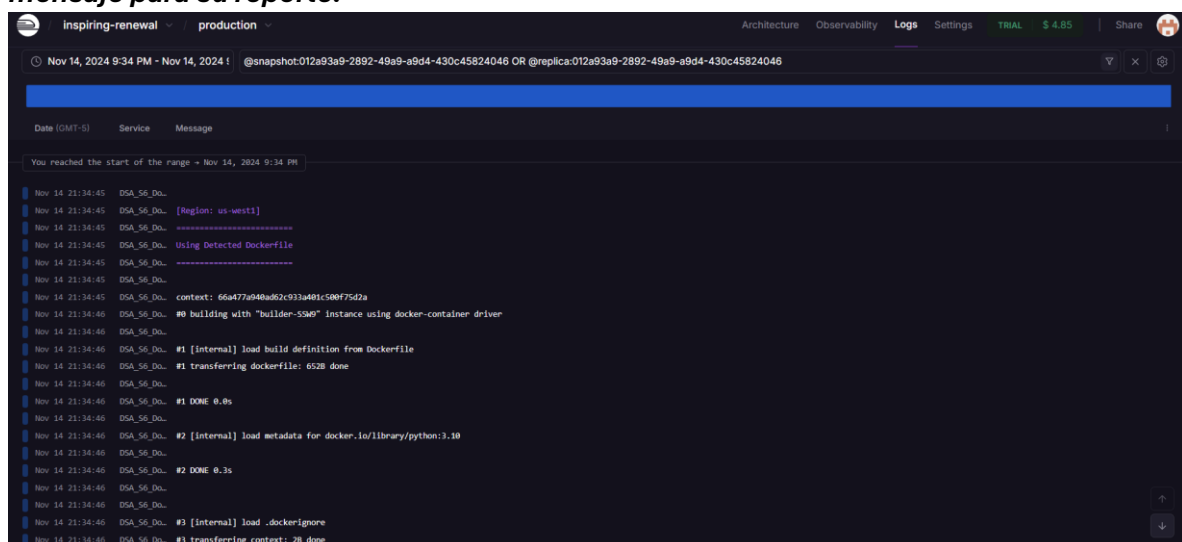 mensaje para su reporte.
inspiring-renewal / production Architecture Observability Logs Settings TRIAL $ 4.85 Share
Nov 14, 2024 9:34 PM - Nov 14, 2024 @snapshot:012a93a9-2892-49a9-a9d4-430c45824046 OR @replica:012a93a9-2892-49a9-a9d4-430c45824046
Date (GMT-5) Service Message
You reached the start of the range → Nov 14, 2024 9:34 PM
Nov 14 21:34:45 DSA_S6_Do…
Nov 14 21:34:45 DSA_S6_Do… [Region: us-west1]
Nov 14 21:34:45 DSA_S6_Do… =========================
Nov 14 21:34:45 DSA_S6_Do… Using Detected Dockerfile
Nov 14 21:34:45 DSA_S6_Do… =========================
Nov 14 21:34:45 DSA_S6_Do…
Nov 14 21:34:45 DSA_S6_Do… context: 66a477a940ad62c933a401c500f75d2a
Nov 14 21:34:46 DSA_S6_Do… #0 building with "builder-SSW9" instance using docker-container driver
Nov 14 21:34:46 DSA_S6_Do…
Nov 14 21:34:46 DSA_S6_Do… #1 [internal] load build definition from Dockerfile
Nov 14 21:34:46 DSA_S6_Do… #1 transferring dockerfile: 652B done
Nov 14 21:34:46 DSA_S6_Do…
Nov 14 21:34:46 DSA_S6_Do… #1 DONE 0.0s
Nov 14 21:34:46 DSA_S6_Do…
Nov 14 21:34:46 DSA_S6_Do… #2 [internal] load metadata for docker.io/library/python:3.10
Nov 14 21:34:46 DSA_S6_Do…
Nov 14 21:34:46 DSA_S6_Do… #2 DONE 0.3s
Nov 14 21:34:46 DSA_S6_Do…
Nov 14 21:34:46 DSA_S6_Do…
Nov 14 21:34:46 DSA_S6_Do… #3 [internal] load .dockerignore
Nov 14 21:34:46 DSA_S6_Do… #3 transferring context: 2B done